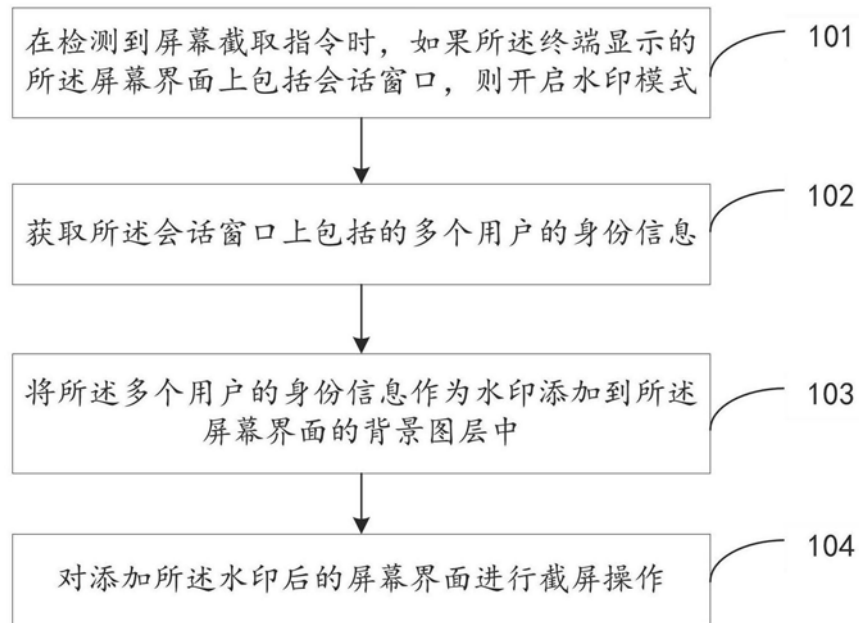 在检测到屏幕截取指令时，如果所述终端显示的
所述屏幕界面上包括会话窗口，则开启水印模式
101
获取所述会话窗口上包括的多个用户的身份信息
102
将所述多个用户的身份信息作为水印添加到所述
屏幕界面的背景图层中
103
对添加所述水印后的屏幕界面进行截屏操作
104